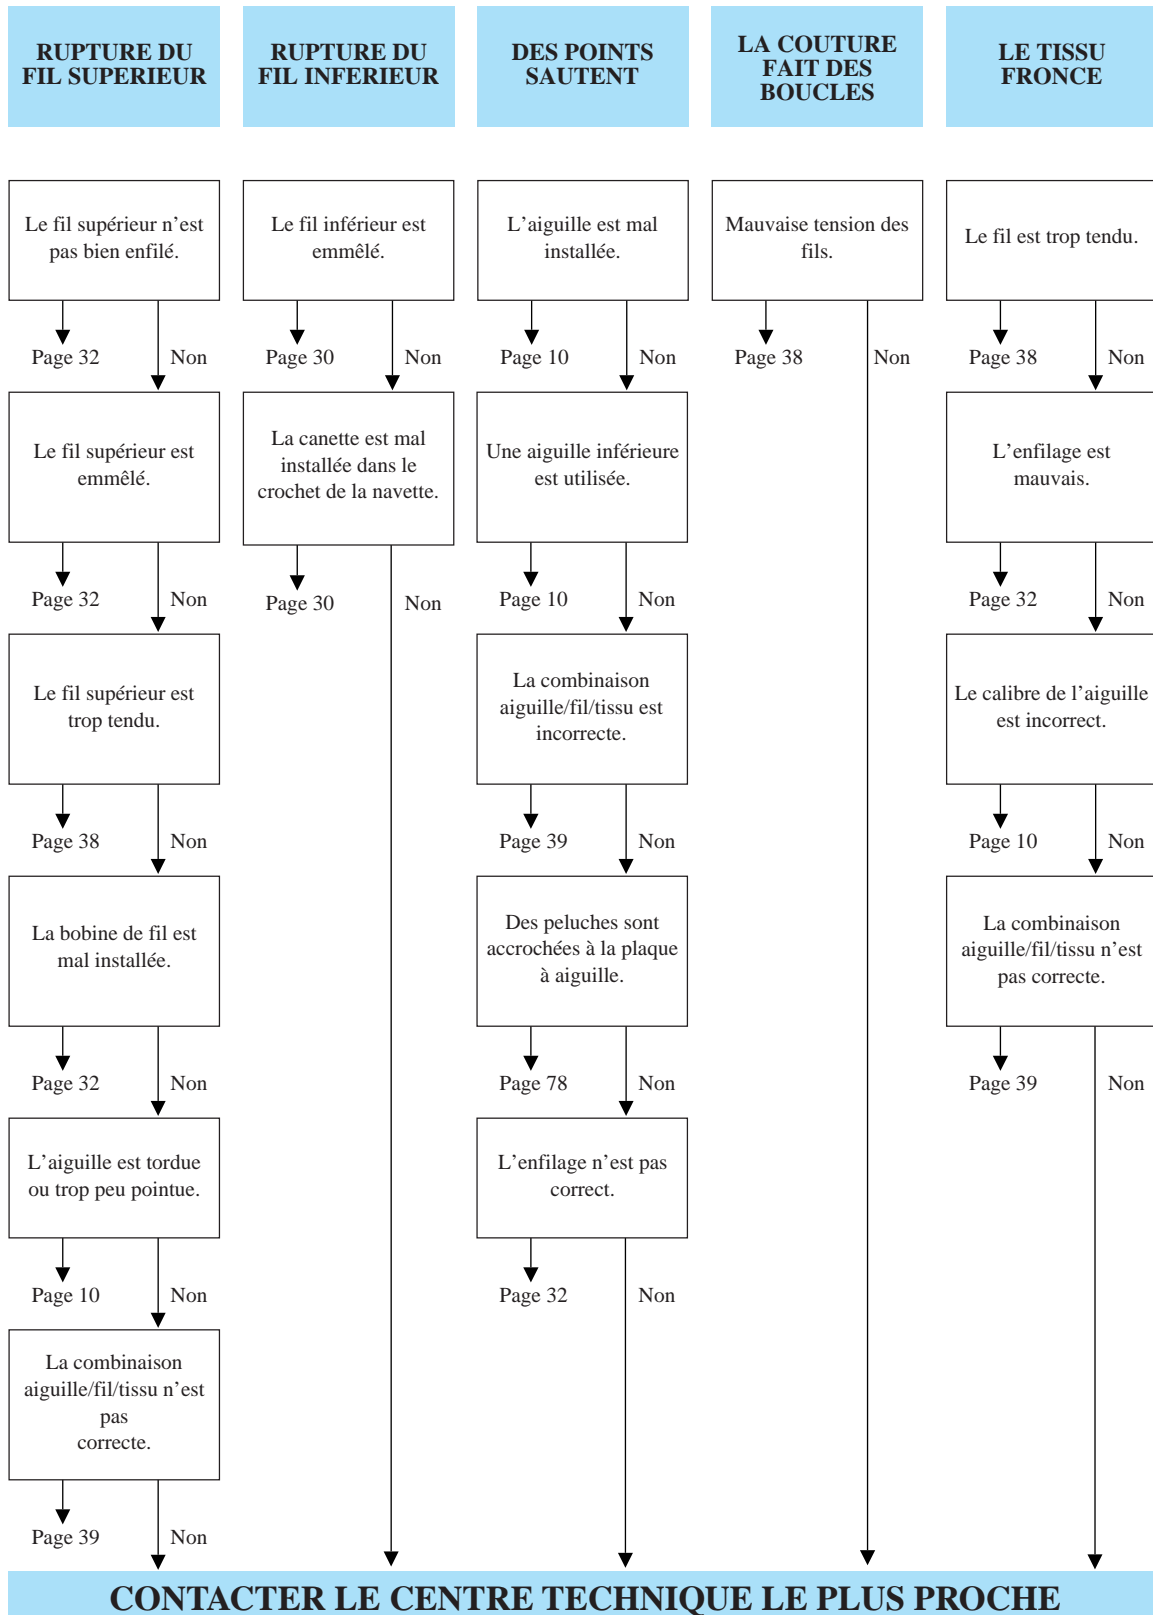 RUPTURE DU
FIL SUPERIEUR
Le fil supérieur n’est
pas bien enfilé.
Page 32
Non
Le fil supérieur est
emmêlé.
Page 32
Non
Le fil supérieur est
trop tendu.
Page 38
Non
La bobine de fil est
mal installée.
Page 32
Non
L’aiguille est tordue
ou trop peu pointue.
Page 10
Non
La combinaison
aiguille/fil/tissu n’est
pas
correcte.
Page 39
Non
RUPTURE DU
FIL INFERIEUR
Le fil inférieur est
emmêlé.
Page 30
Non
La canette est mal
installée dans le
crochet de la navette.
Page 30
Non
DES POINTS
SAUTENT
L’aiguille est mal
installée.
Page 10
Non
Une aiguille inférieure
est utilisée.
Page 10
Non
La combinaison
aiguille/fil/tissu est
incorrecte.
Page 39
Non
Des peluches sont
accrochées à la plaque
à aiguille.
Page 78
Non
L’enfilage n’est pas
correct.
Page 32
Non
LA COUTURE
FAIT DES
BOUCLES
Mauvaise tension des
fils.
Page 38
Non
LE TISSU
FRONCE
Le fil est trop tendu.
Page 38
Non
L’enfilage est
mauvais.
Page 32
Non
Le calibre de l’aiguille
est incorrect.
Page 10
Non
La combinaison
aiguille/fil/tissu n’est
pas correcte.
Page 39
Non
CONTACTER LE CENTRE TECHNIQUE LE PLUS PROCHE